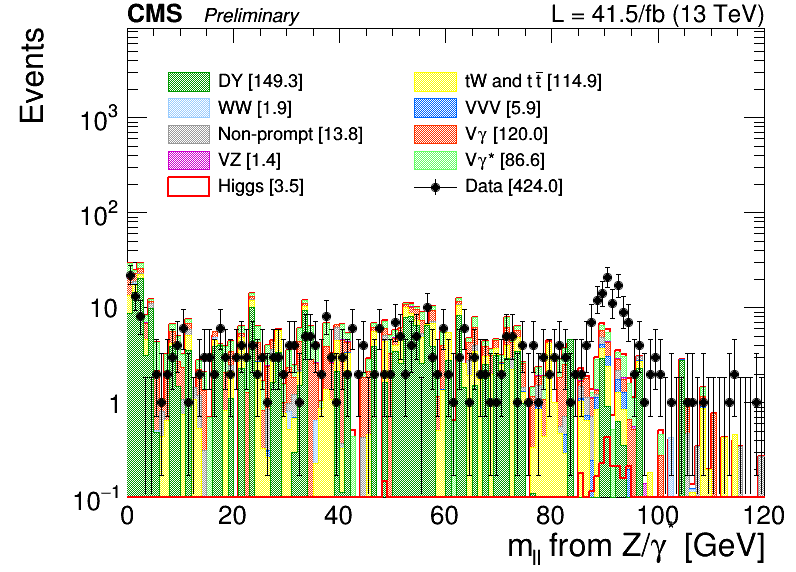 CMS Preliminary L = 41.5/fb (13 TeV)
Events
DY [149.3] tW and tt̄ [114.9]
WW [1.9] VVV [5.9]
Non-prompt [13.8] Vγ [120.0]
VZ [1.4] Vγ* [86.6]
Higgs [3.5] Data [424.0]
10³
10²
10
1
10⁻¹
0 20 40 60 80 100 120
m_ll from Z/γ* [GeV]